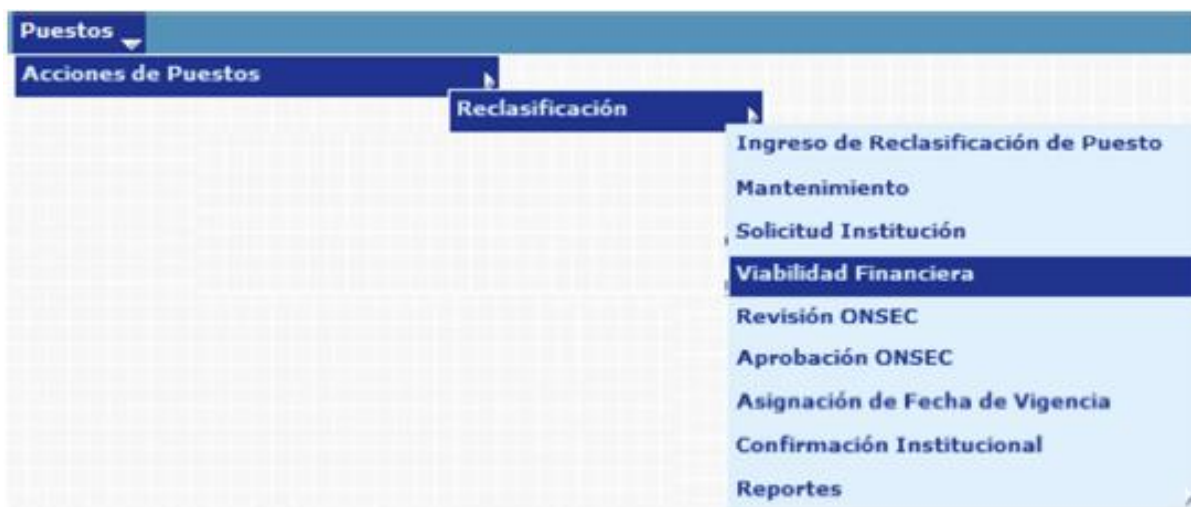 Puestos
Acciones de Puestos
Reclasificación
Ingreso de Reclasificación de Puesto
Mantenimiento
Solicitud Institución
Viabilidad Financiera
Revisión ONSEC
Aprobación ONSEC
Asignación de Fecha de Vigencia
Confirmación Institucional
Reportes